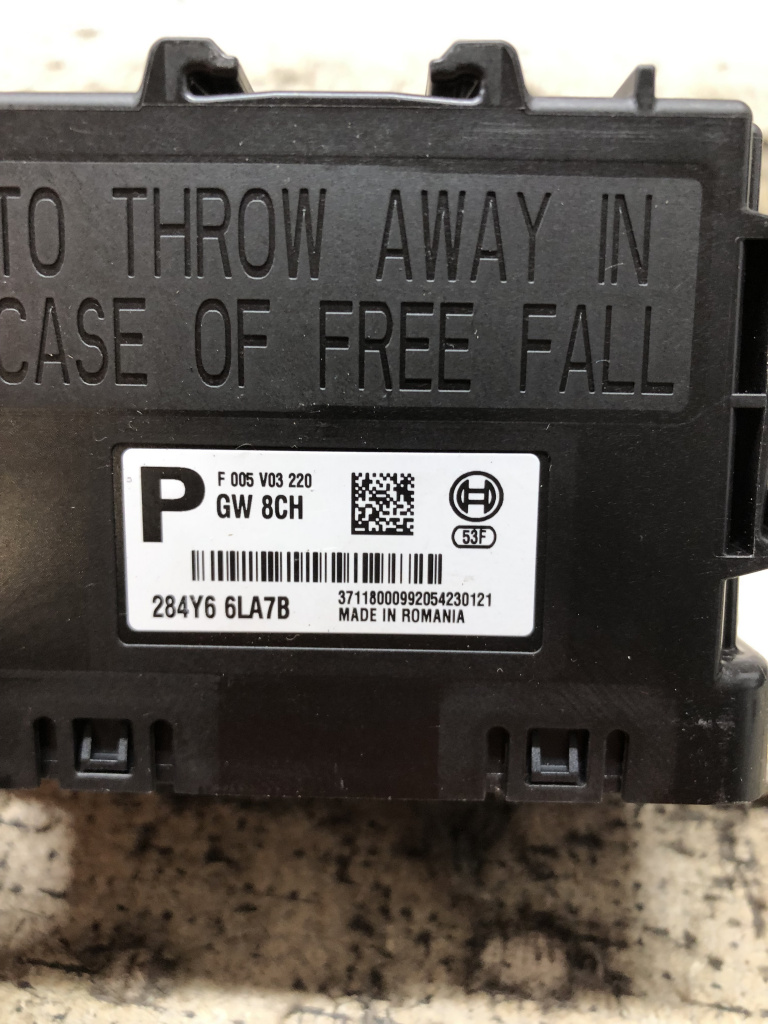 TO THROW AWAY IN
CASE OF FREE FALL
P
F 005 V03 220
GW 8CH
53F
284Y6 6LA7B
37118000992054230121
MADE IN ROMANIA